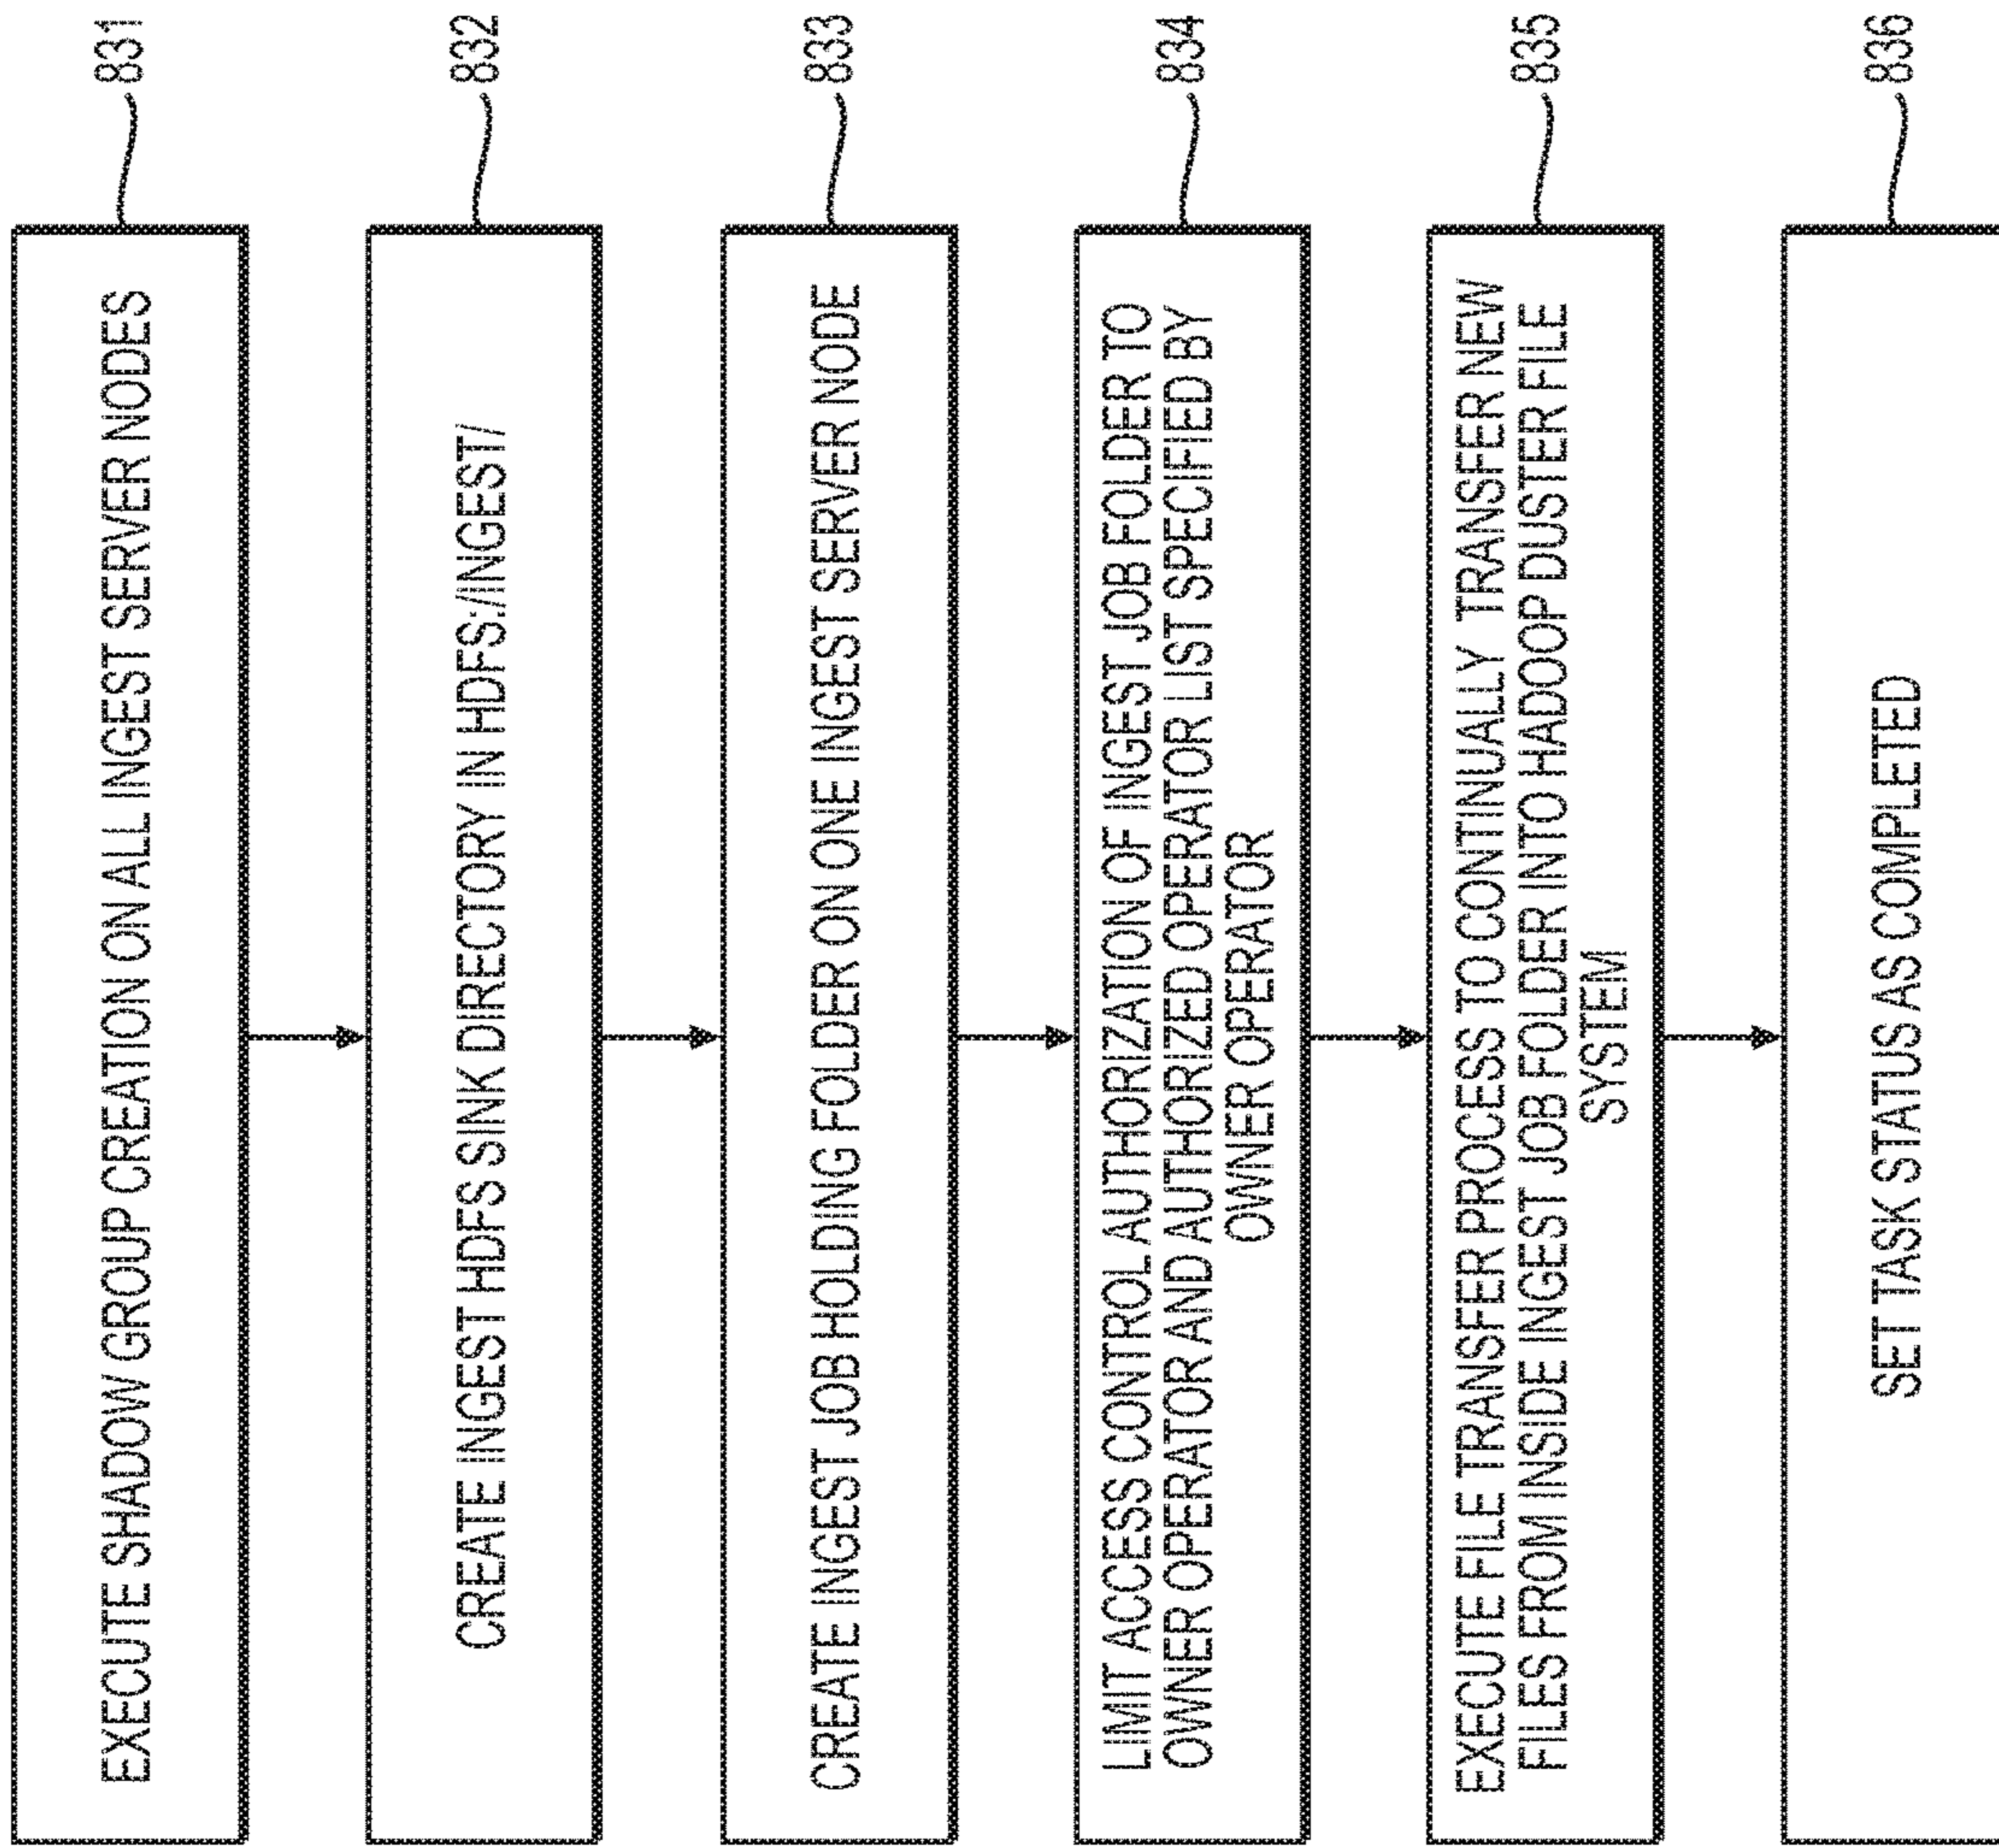 EXECUTE SHADOW GROUP CREATION ON ALL INGEST SERVER NODES
831
CREATE INGEST HDFS SINK DIRECTORY IN HDFS:/INGEST/
832
CREATE INGEST JOB HOLDING FOLDER ON ONE INGEST SERVER NODE
833
LIMIT ACCESS CONTROL AUTHORIZATION OF INGEST JOB FOLDER TO
OWNER OPERATOR AND AUTHORIZED OPERATOR LIST SPECIFIED BY
OWNER OPERATOR
834
EXECUTE FILE TRANSFER PROCESS TO CONTINUALLY TRANSFER NEW
FILES FROM INSIDE INGEST JOB FOLDER INTO HADOOP DUSTER FILE
SYSTEM
835
SET TASK STATUS AS COMPLETED
836